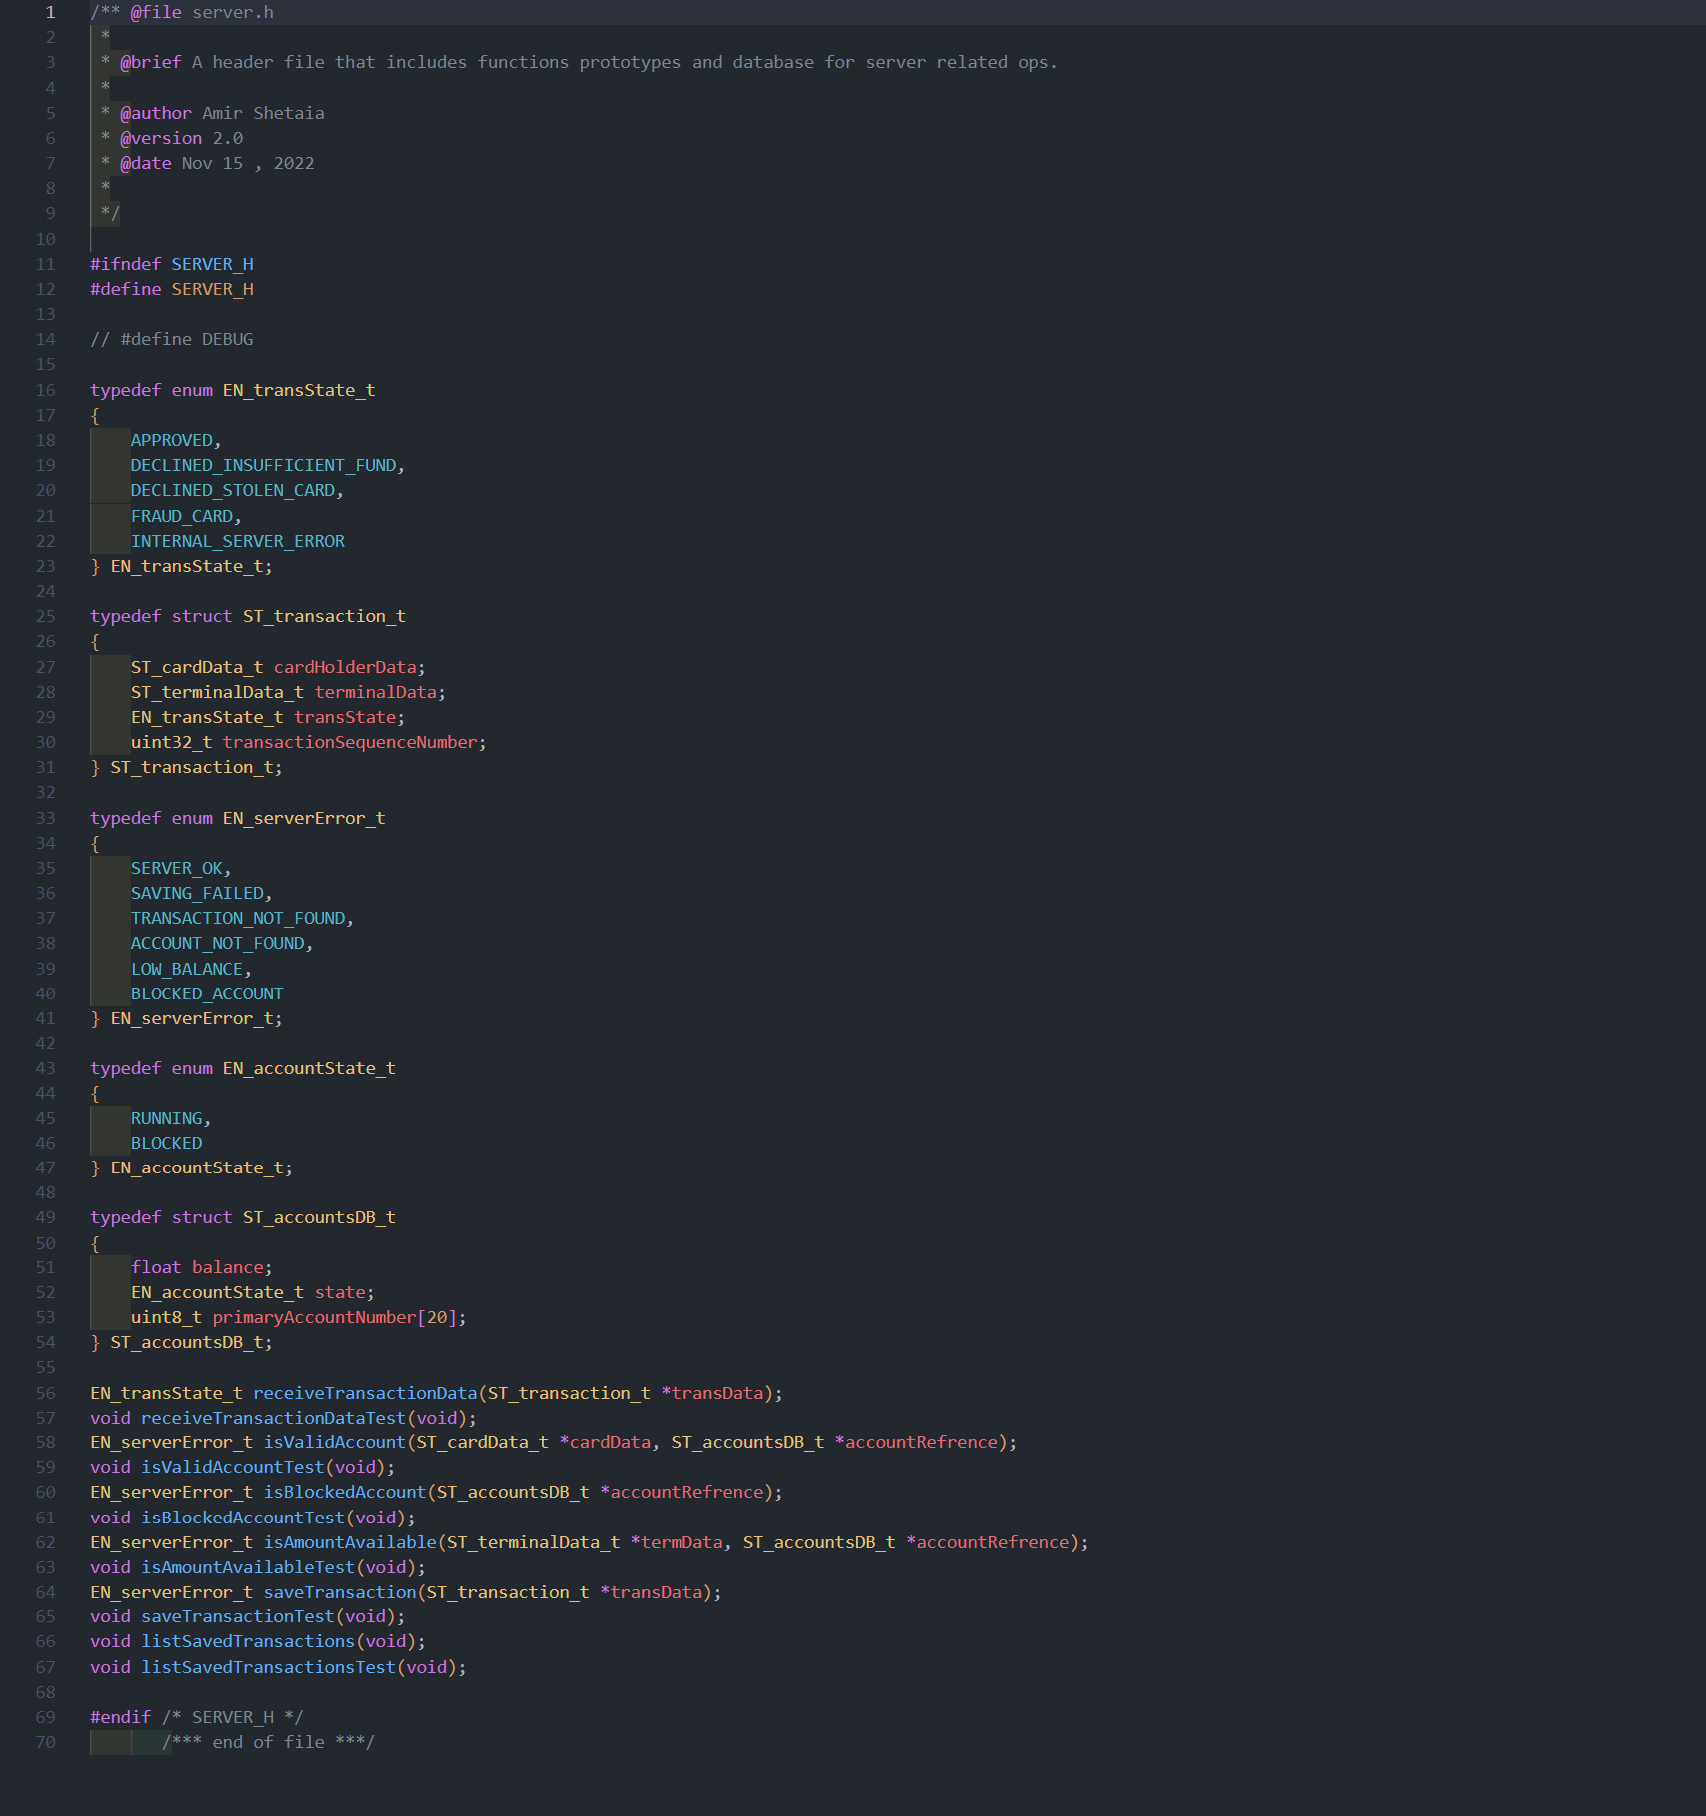 1 /** @file server.h
2 *
3 * @brief A header file that includes functions prototypes and database for server related ops.
4 *
5 * @author Amir Shetaia
6 * @version 2.0
7 * @date Nov 15 , 2022
8 *
9 */
10
11 #ifndef SERVER_H
12 #define SERVER_H
13
14 // #define DEBUG
15
16 typedef enum EN_transState_t
17 {
18     APPROVED,
19     DECLINED_INSUFFICIENT_FUND,
20     DECLINED_STOLEN_CARD,
21     FRAUD_CARD,
22     INTERNAL_SERVER_ERROR
23 } EN_transState_t;
24
25 typedef struct ST_transaction_t
26 {
27     ST_cardData_t cardHolderData;
28     ST_terminalData_t terminalData;
29     EN_transState_t transState;
30     uint32_t transactionSequenceNumber;
31 } ST_transaction_t;
32
33 typedef enum EN_serverError_t
34 {
35     SERVER_OK,
36     SAVING_FAILED,
37     TRANSACTION_NOT_FOUND,
38     ACCOUNT_NOT_FOUND,
39     LOW_BALANCE,
40     BLOCKED_ACCOUNT
41 } EN_serverError_t;
42
43 typedef enum EN_accountState_t
44 {
45     RUNNING,
46     BLOCKED
47 } EN_accountState_t;
48
49 typedef struct ST_accountsDB_t
50 {
51     float balance;
52     EN_accountState_t state;
53     uint8_t primaryAccountNumber[20];
54 } ST_accountsDB_t;
55
56 EN_transState_t receiveTransactionData(ST_transaction_t *transData);
57 void receiveTransactionDataTest(void);
58 EN_serverError_t isValidAccount(ST_cardData_t *cardData, ST_accountsDB_t *accountRefrence);
59 void isValidAccountTest(void);
60 EN_serverError_t isBlockedAccount(ST_accountsDB_t *accountRefrence);
61 void isBlockedAccountTest(void);
62 EN_serverError_t isAmountAvailable(ST_terminalData_t *termData, ST_accountsDB_t *accountRefrence);
63 void isAmountAvailableTest(void);
64 EN_serverError_t saveTransaction(ST_transaction_t *transData);
65 void saveTransactionTest(void);
66 void listSavedTransactions(void);
67 void listSavedTransactionsTest(void);
68
69 #endif /* SERVER_H */
70        /*** end of file ***/